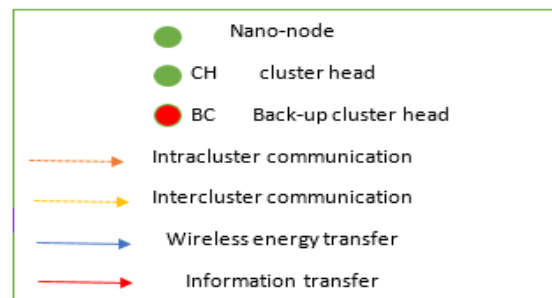 Nano-node
CH cluster head
BC Back-up cluster head
Intracluster communication
Intercluster communication
Wireless energy transfer
Information transfer